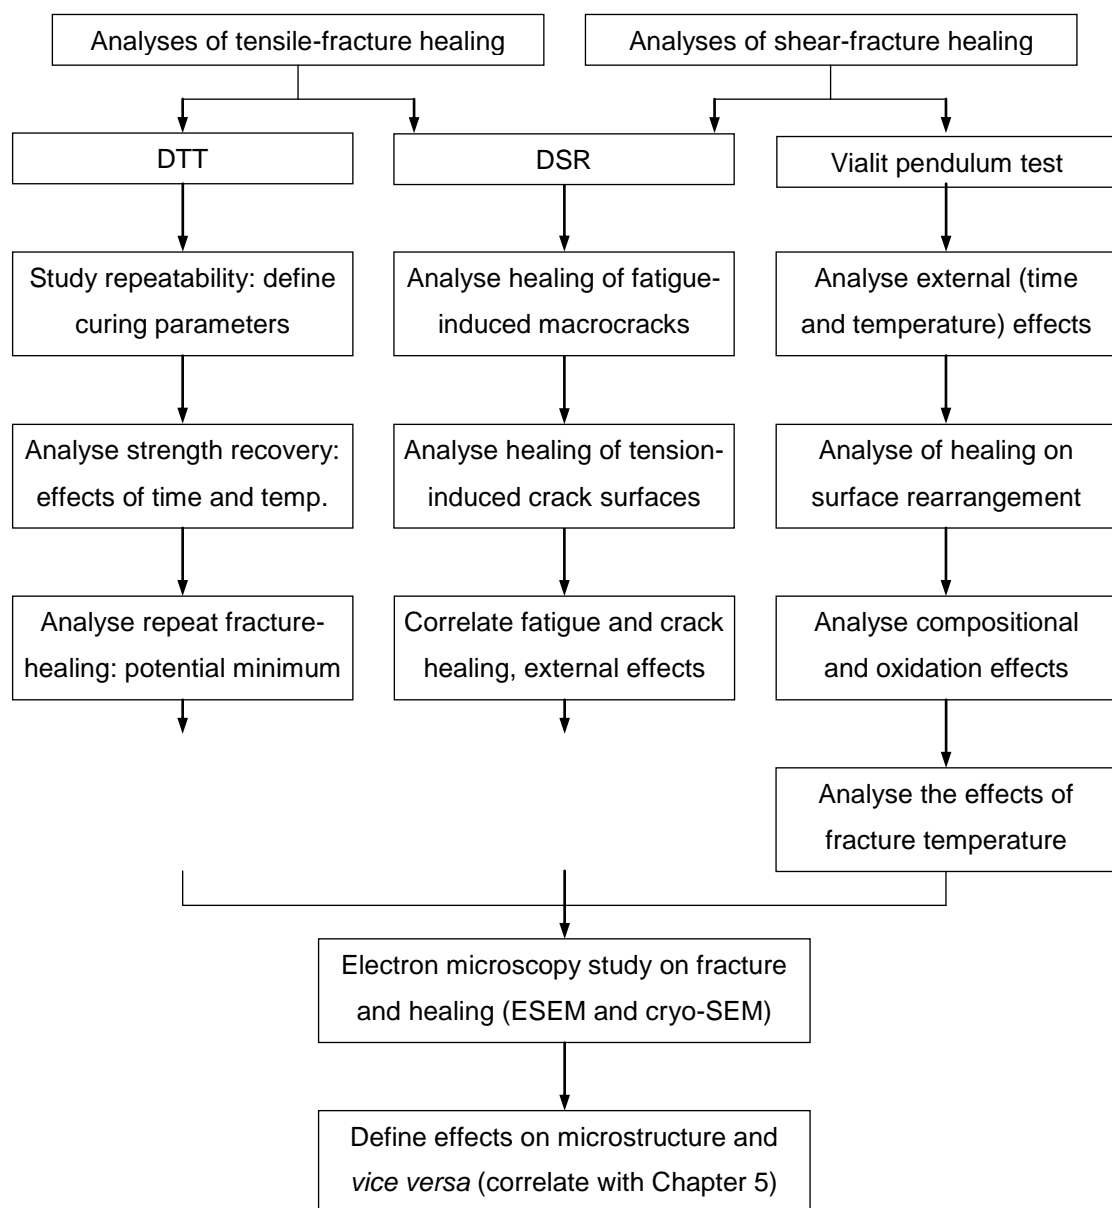 Analyses of tensile-fracture healing
Analyses of shear-fracture healing
DTT
DSR
Vialit pendulum test
Study repeatability: define
curing parameters
Analyse healing of fatigue-
induced macrocracks
Analyse external (time
and temperature) effects
Analyse strength recovery:
effects of time and temp.
Analyse healing of tension-
induced crack surfaces
Analyse of healing on
surface rearrangement
Analyse repeat fracture-
healing: potential minimum
Correlate fatigue and crack
healing, external effects
Analyse compositional
and oxidation effects
Analyse the effects of
fracture temperature
Electron microscopy study on fracture
and healing (ESEM and cryo-SEM)
Define effects on microstructure and
vice versa (correlate with Chapter 5)